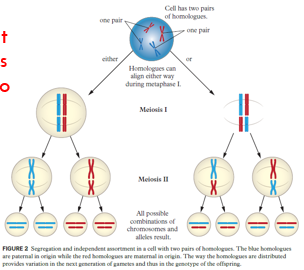 Cell has two pairs
of homologues.
one pair
one pair
t
s
o
either
Homologues can
align either way
during metaphase I.
or
Meiosis I
Meiosis II
All possible
combinations of
chromosomes and
alleles result.
FIGURE 2 Segregation and independent assortment in a cell with two pairs of homologues. The blue homologues
are paternal in origin while the red homologues are maternal in origin. The way the homologues are distributed
provides variation in the next generation of gametes and thus in the genotype of the offspring.